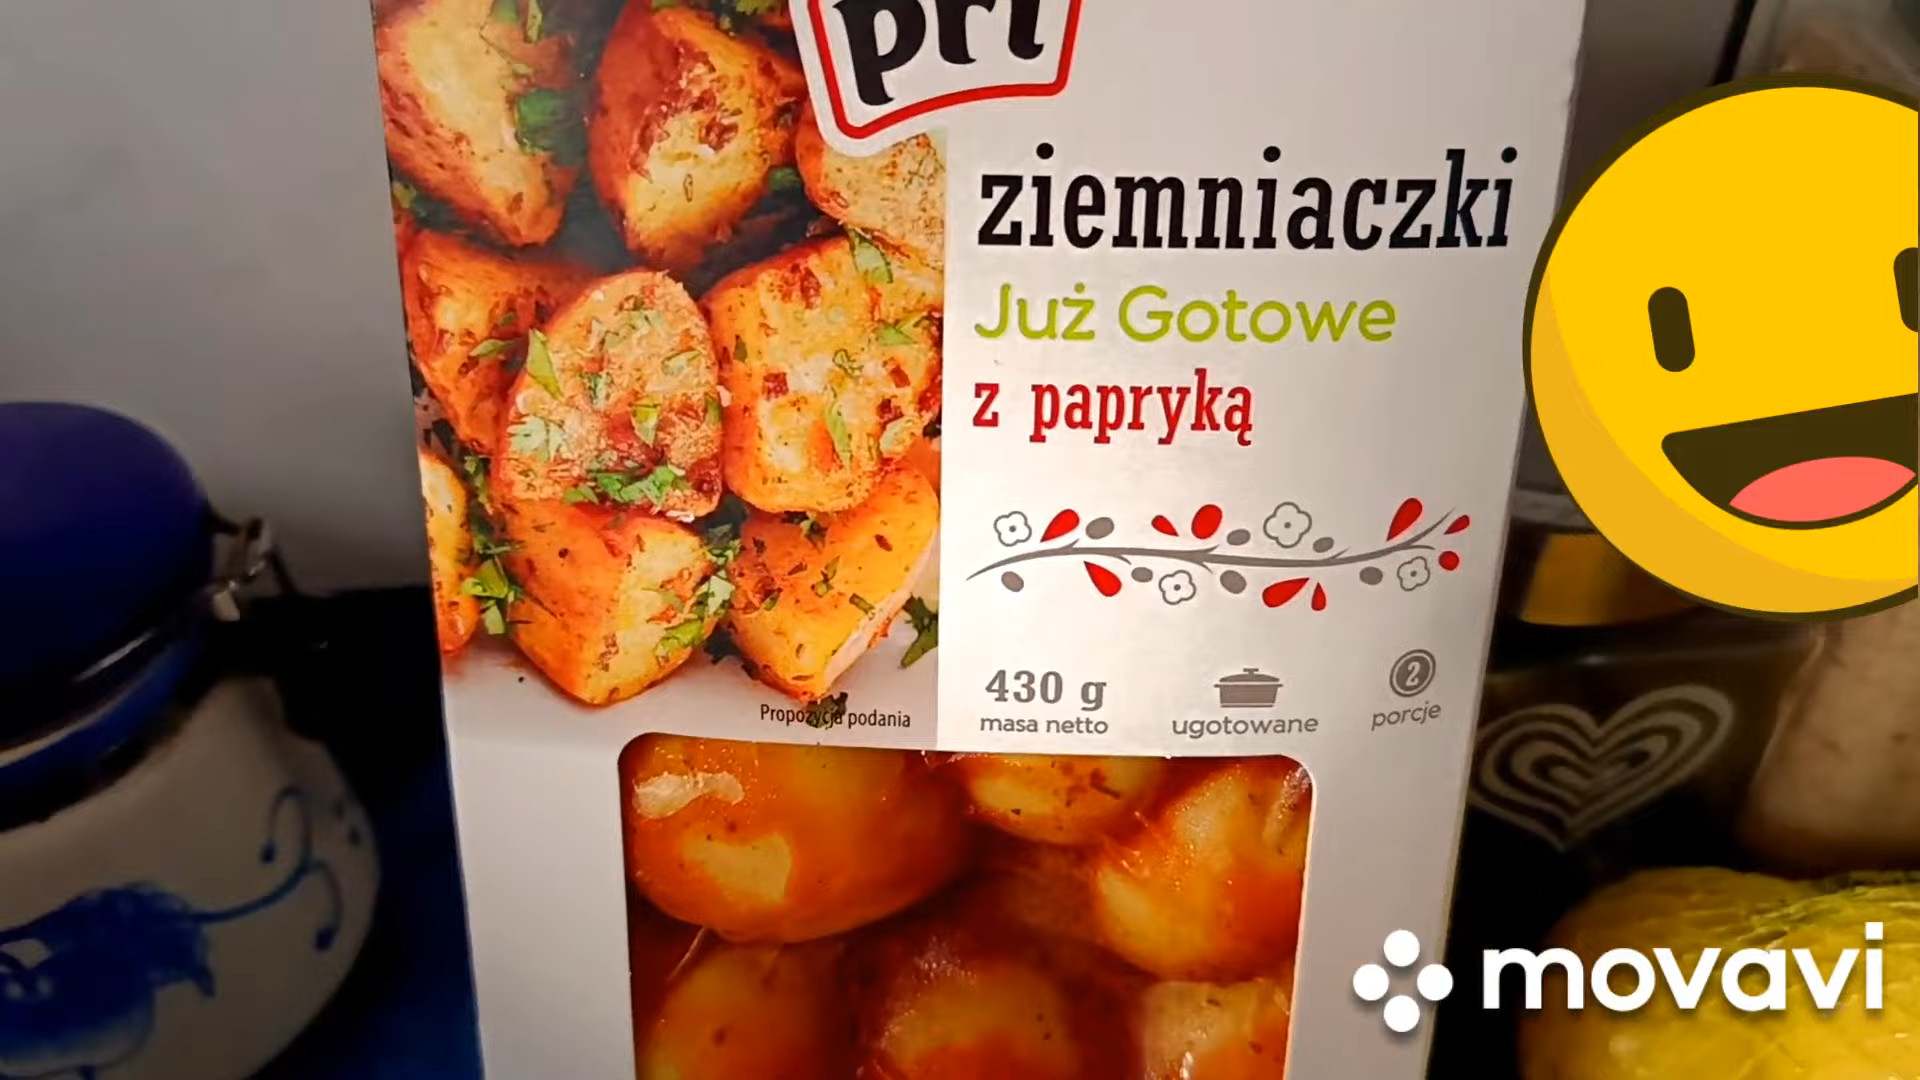 pri
ziemniaczki
Już Gotowe
z papryką
430 g
masa netto
ugotowane
2
porcje
Propozycja podania
movavi